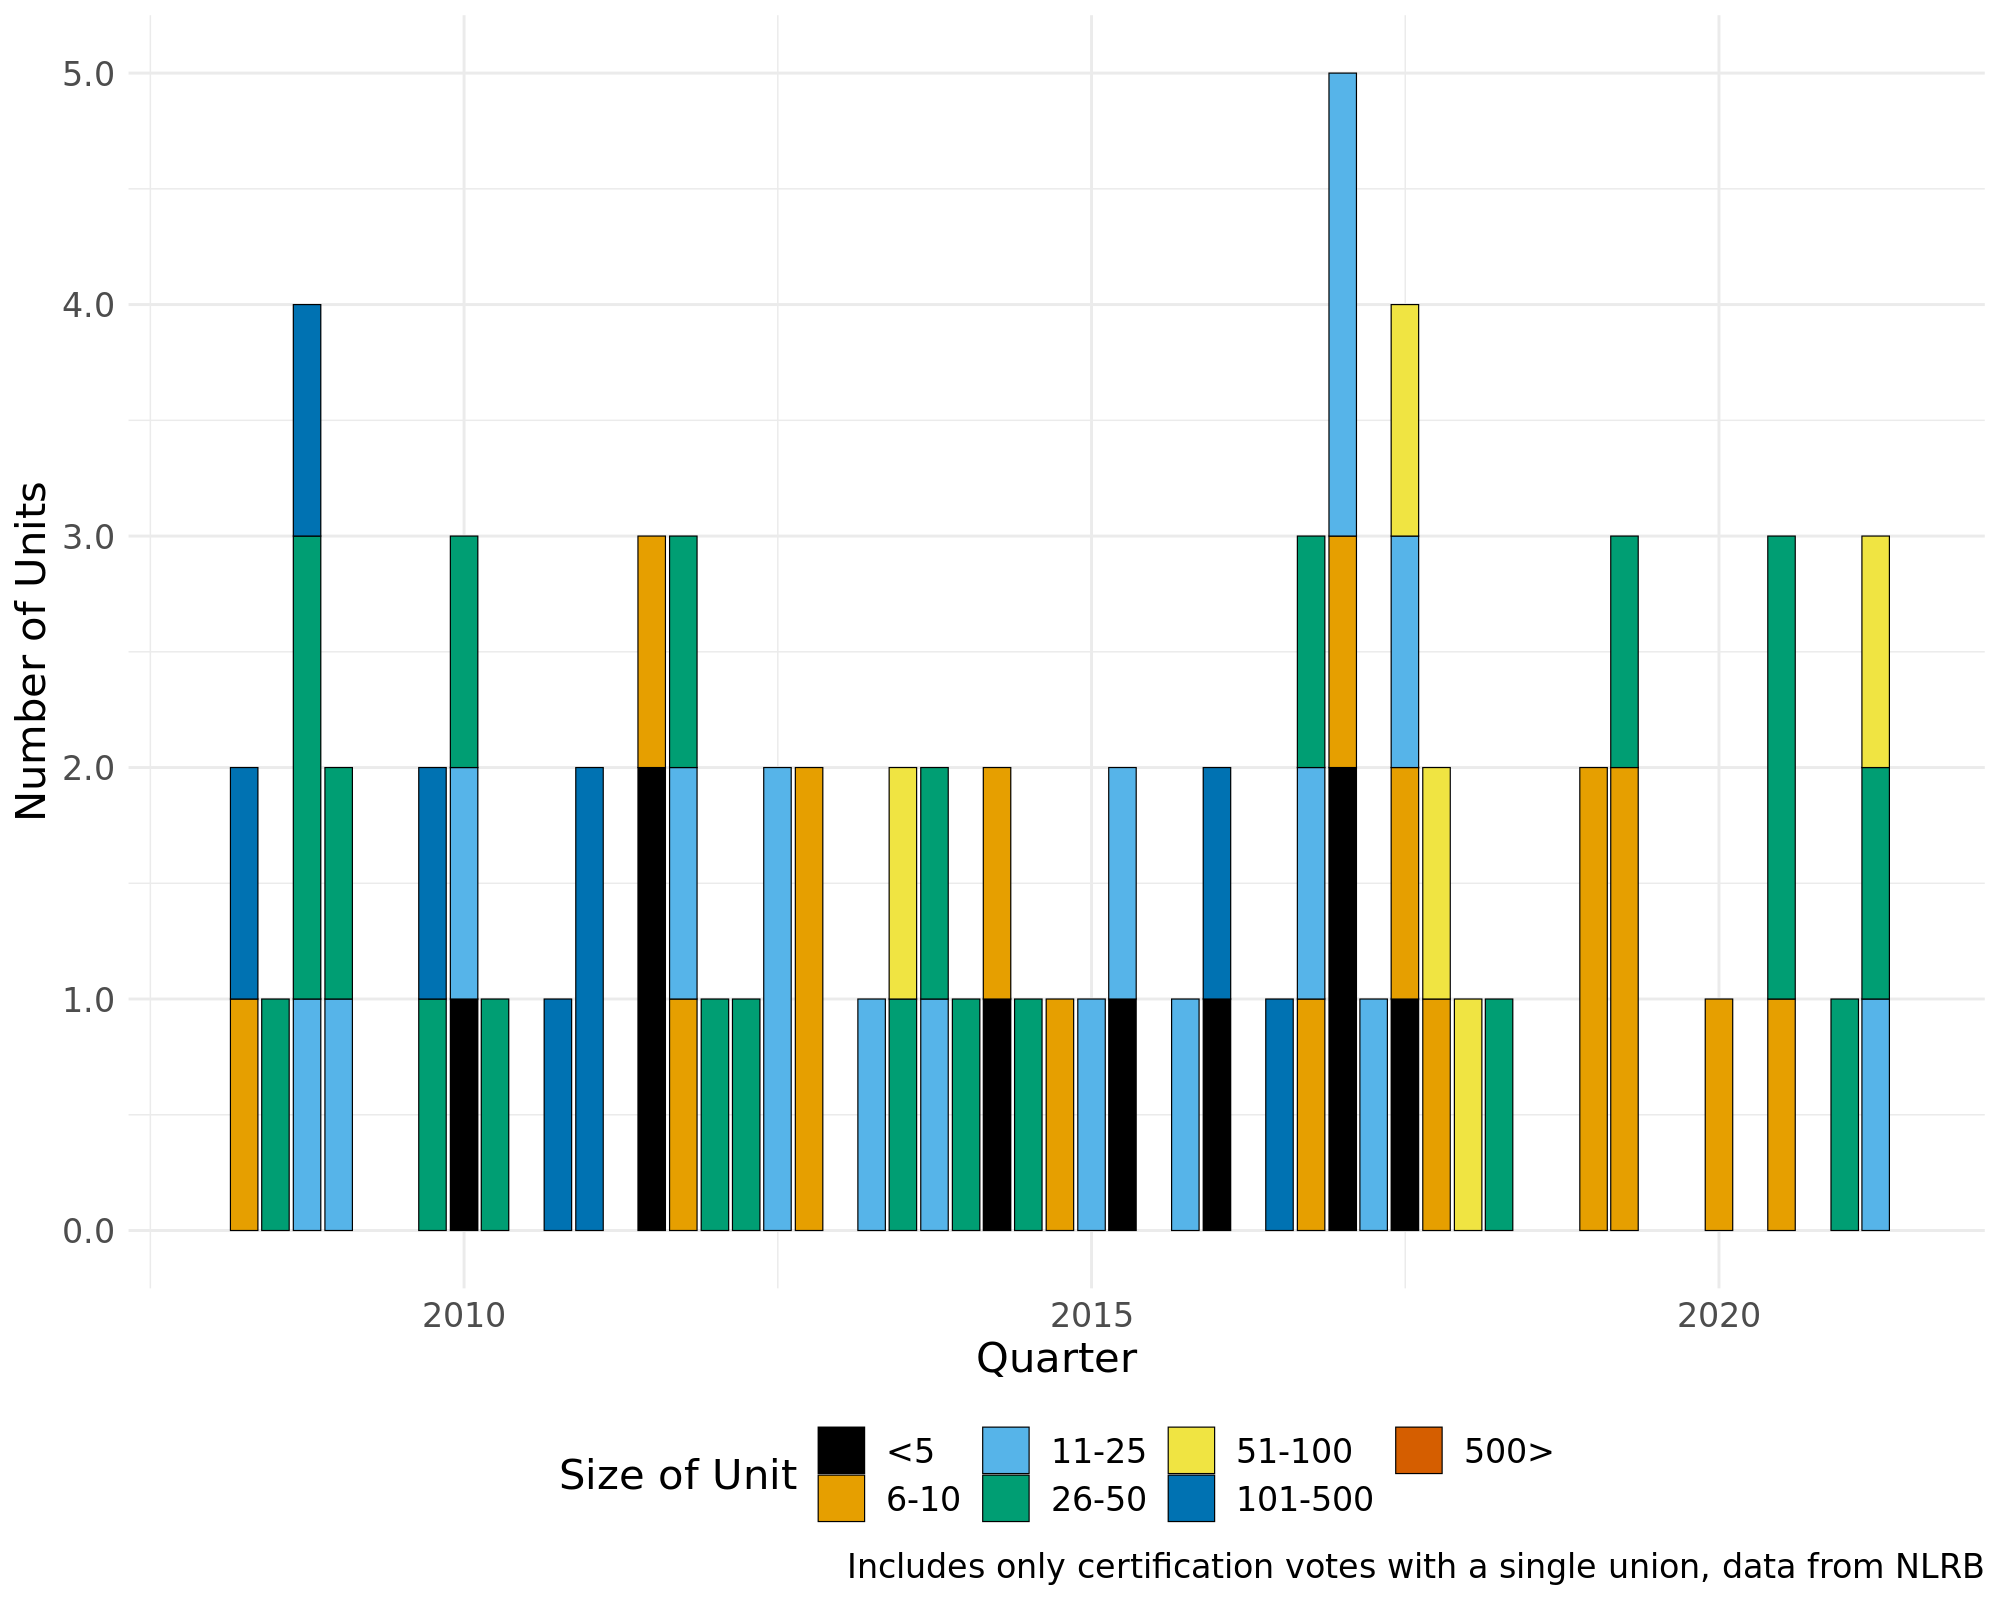 5.0
4.0
3.0
2.0
1.0
0.0
Number of Units
2010 2015 2020
Quarter
Size of Unit
<5 11-25 51-100 500>
6-10 26-50 101-500
Includes only certification votes with a single union, data from NLRB